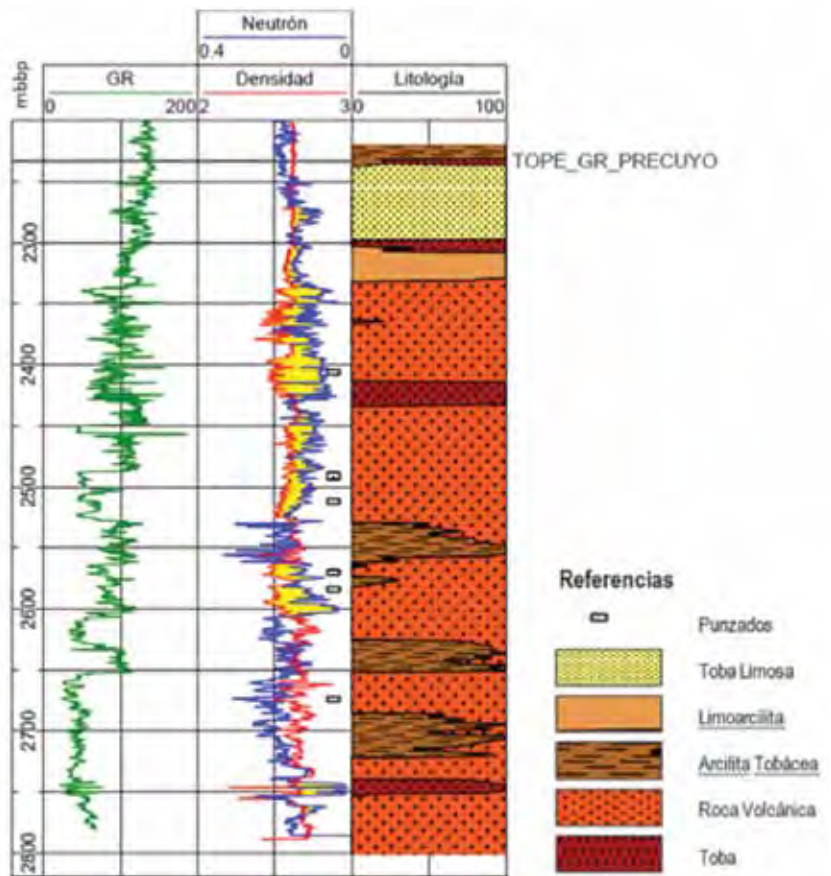 Neutrón
0.4 0
mbbp
GR
Densidad
Litología
0 200
2 3
0 100
TOPE_GR_PRECUYO
2300
2400
2500
2600
2700
2800
Referencias
Punzados
Toba Limosa
Limoarcilita
Arcilita Tobácea
Roca Volcánica
Toba